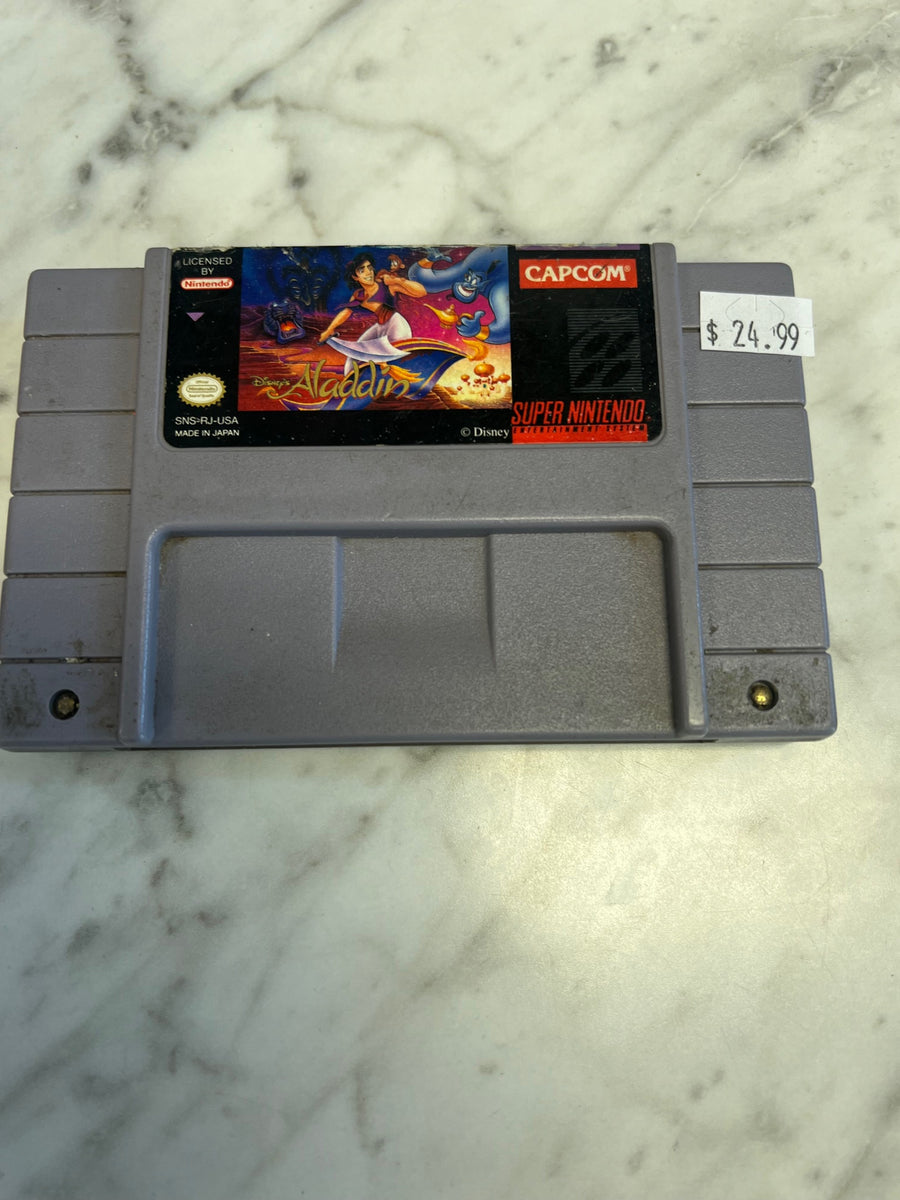 LICENSED
BY
Nintendo
SNS-RJ-USA
MADE IN JAPAN
Disney's Aladdin
© Disney
CAPCOM®
SUPER NINTENDO
ENTERTAINMENT SYSTEM
$ 24.99